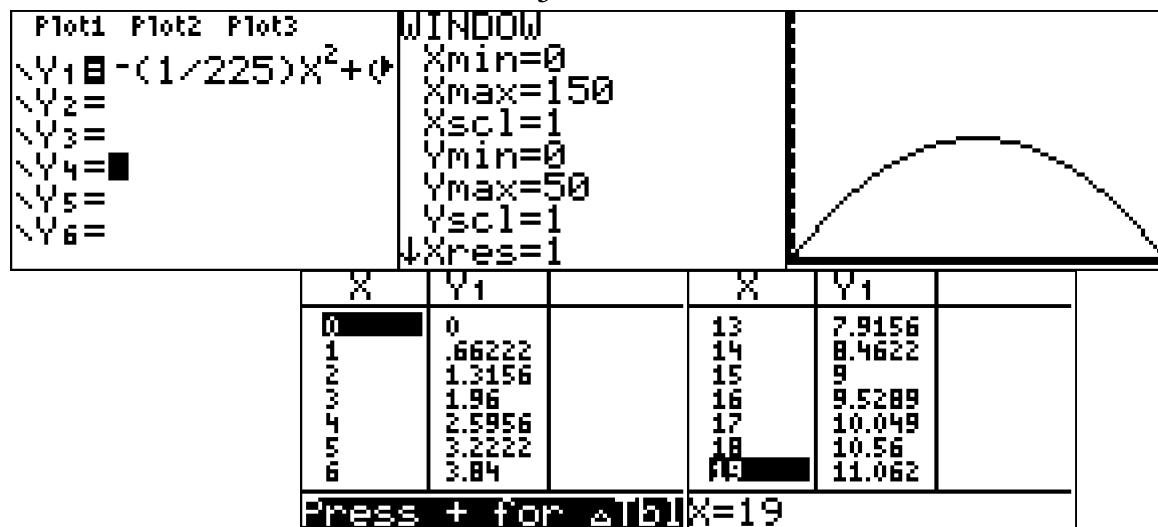 Plot1 Plot2 Plot3
\Y1=-(1/225)X²+(
\Y2=
\Y3=
\Y4=
\Y5=
\Y6=
WINDOW
Xmin=0
Xmax=150
Xscl=1
Ymin=0
Ymax=50
Yscl=1
↓Xres=1
X Y1
0 0
1 .66222
2 1.3156
3 1.96
4 2.5956
5 3.2222
6 3.84
Press + for △Tbl
X Y1
13 7.9156
14 8.4622
15 9
16 9.5289
17 10.049
18 10.56
19 11.062
X=19